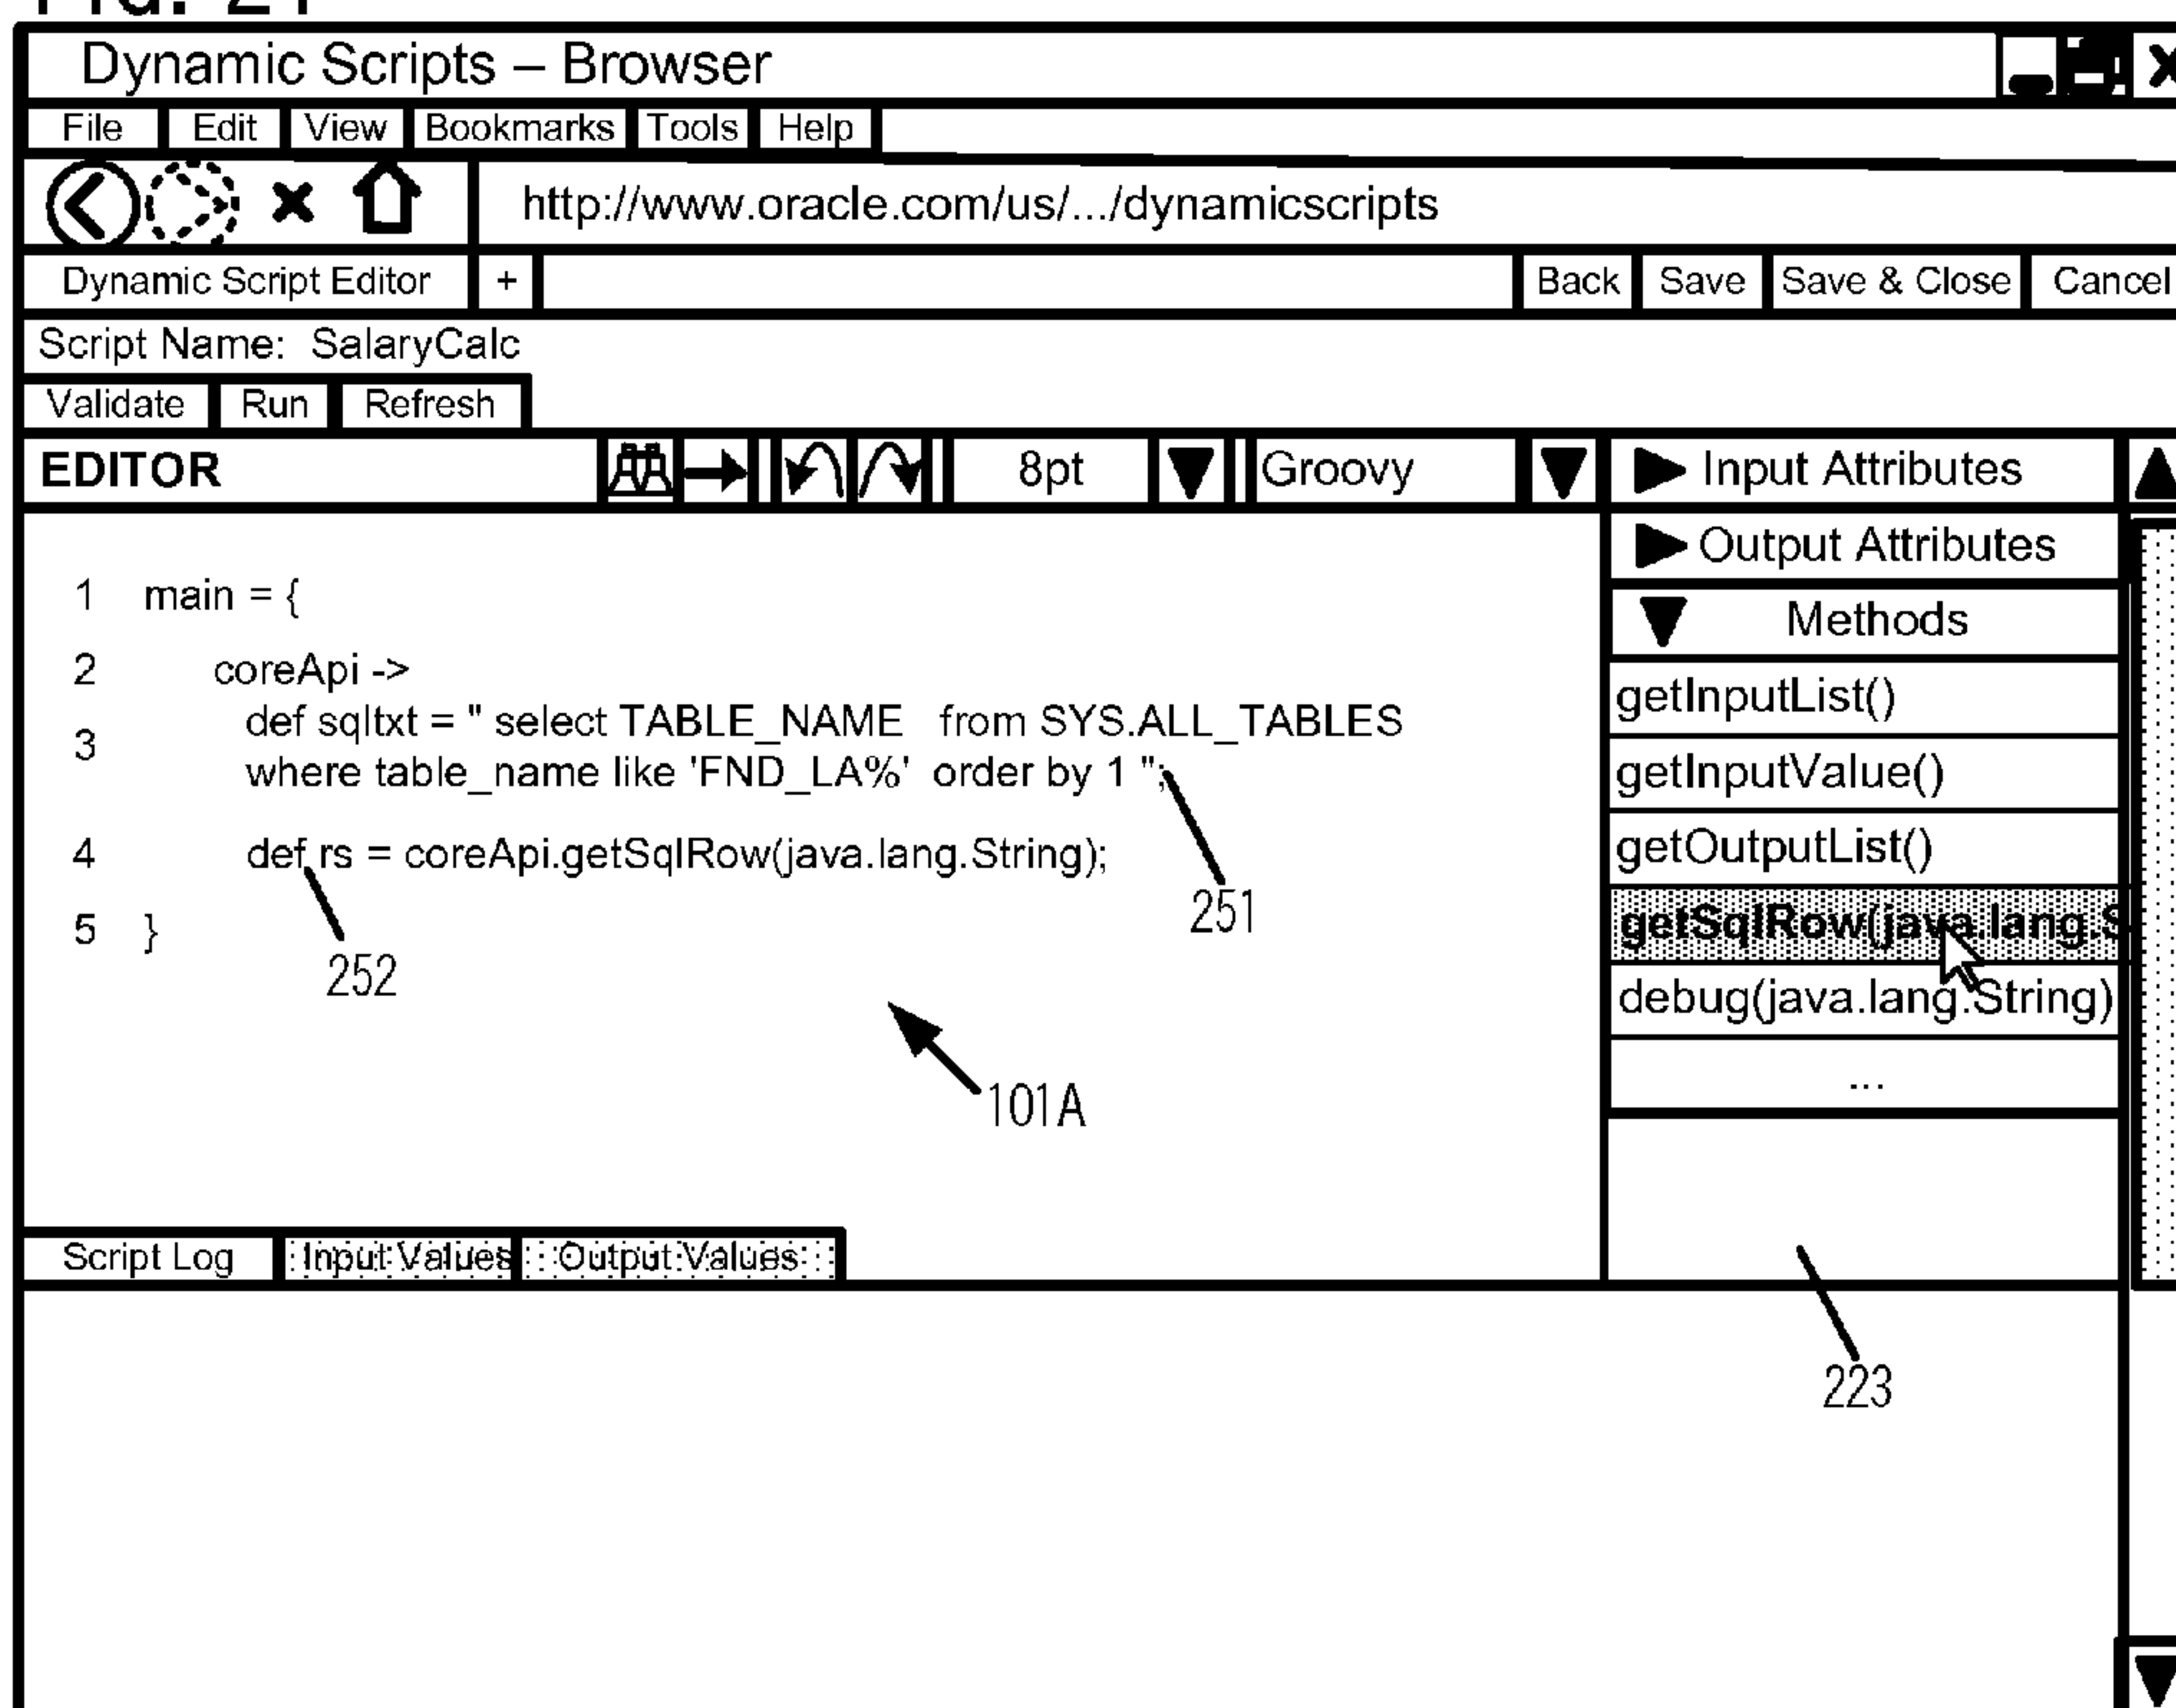 Dynamic Scripts – Browser
File Edit View Bookmarks Tools Help
http://www.oracle.com/us/.../dynamicscripts
Dynamic Script Editor + Back Save Save & Close Cancel
Script Name: SalaryCalc
Validate Run Refresh
EDITOR 8pt Groovy Input Attributes
Output Attributes
Methods
getInputList()
getInputValue()
getOutputList()
getSqlRow(java.lang.S
debug(java.lang.String)
...
1 main = {
2 coreApi ->
3 def sqltxt = " select TABLE_NAME from SYS.ALL_TABLES
where table_name like 'FND_LA%' order by 1 ";
4 def rs = coreApi.getSqlRow(java.lang.String);
5 }
251
252
101A
Script Log Input Values Output Values
223